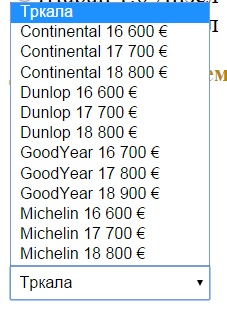 Тркала
Continental 16 600 €
Continental 17 700 €
Continental 18 800 €
Dunlop 16 600 €
Dunlop 17 700 €
Dunlop 18 800 €
GoodYear 16 700 €
GoodYear 17 800 €
GoodYear 18 900 €
Michelin 16 600 €
Michelin 17 700 €
Michelin 18 800 €
Тркала